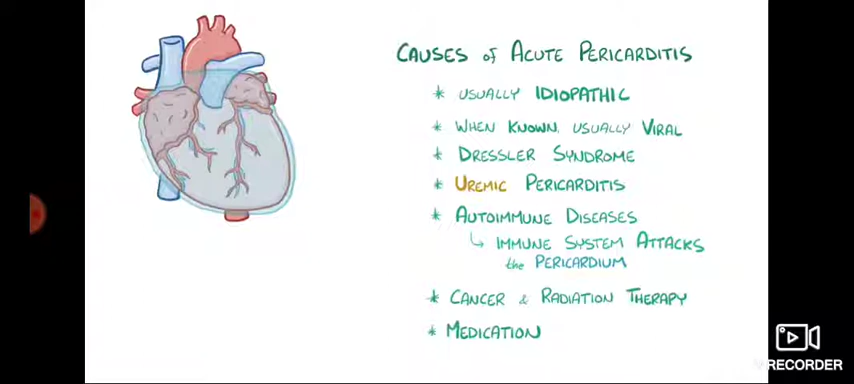 CAUSES of ACUTE PERICARDITIS
* USUALLY IDIOPATHIC
* WHEN KNOWN, USUALLY VIRAL
* DRESSLER SYNDROME
* UREMIC PERICARDITIS
* AUTOIMMUNE DISEASES
↳ IMMUNE SYSTEM ATTACKS
the PERICARDIUM
* CANCER & RADIATION THERAPY
* MEDICATION
RECORDER